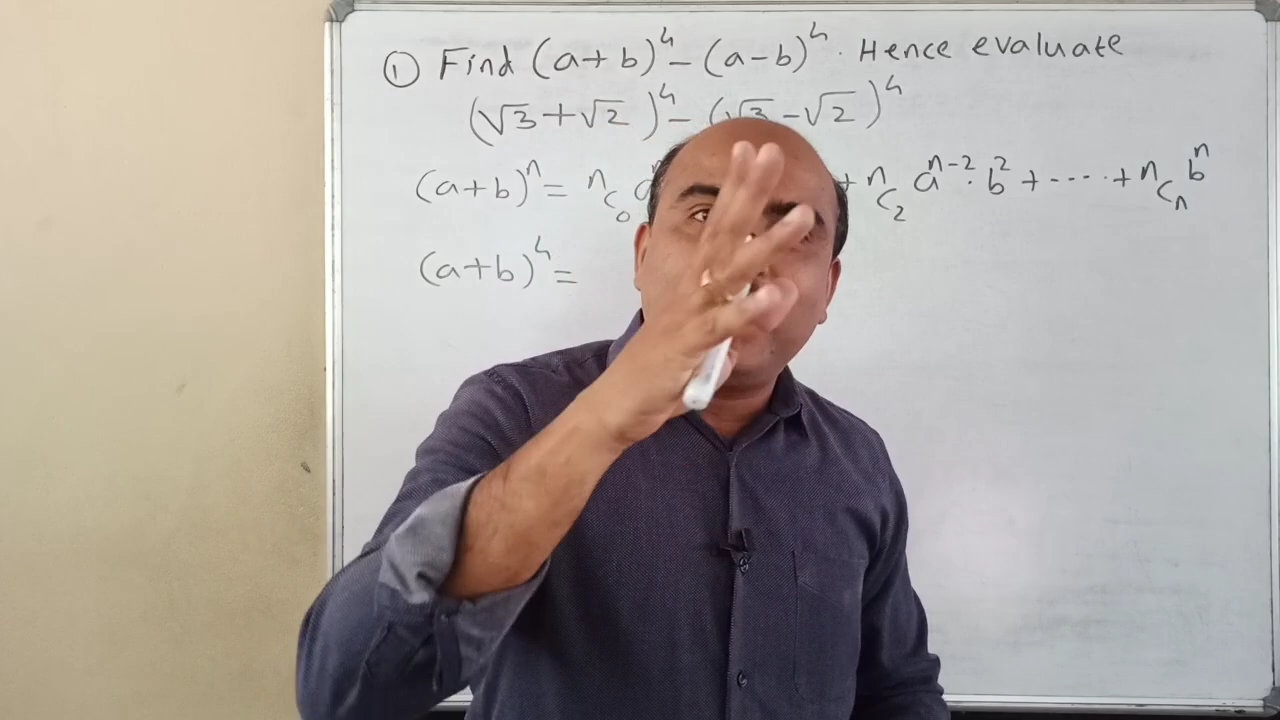 ① Find (a+b)⁴ - (a-b)⁴. Hence evaluate
(√3+√2)⁴ - (√3-√2)⁴
(a+b)ⁿ = ⁿC₀ aⁿ + ⁿC₂ aⁿ⁻²·b² + ----- + ⁿCₙ bⁿ
(a+b)⁴ =